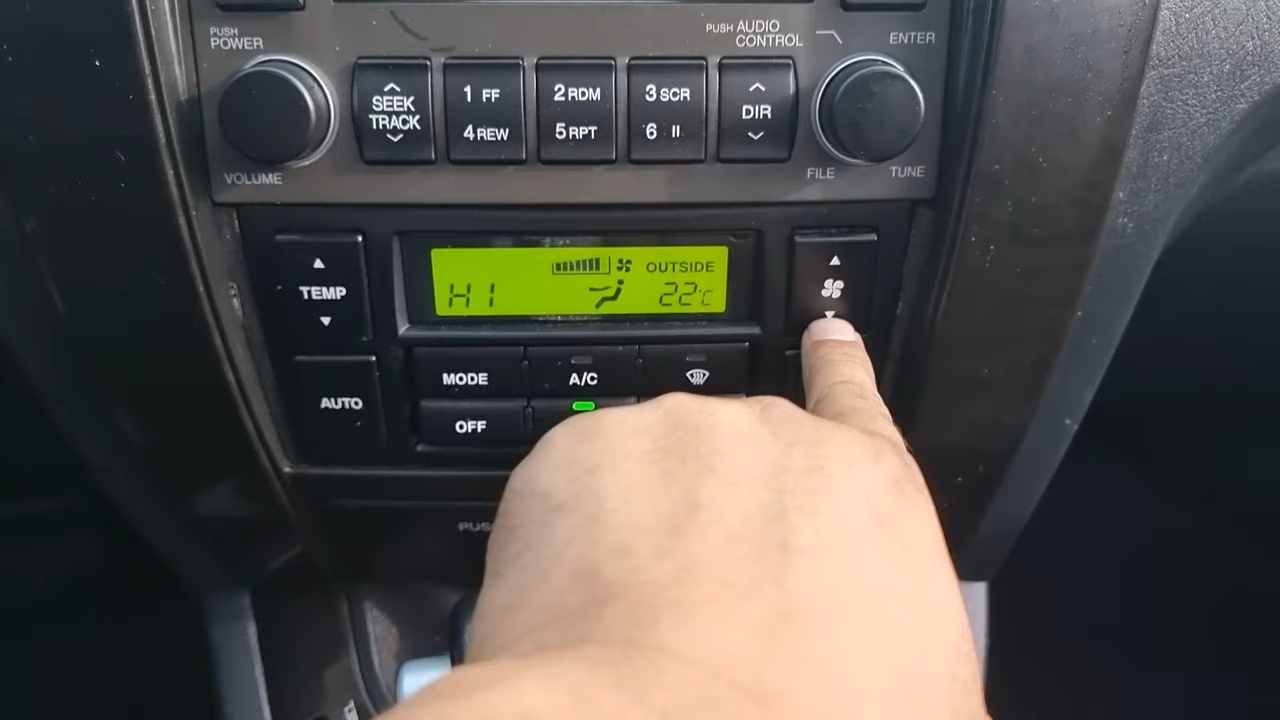 PUSH
POWER
PUSH AUDIO
CONTROL
ENTER
SEEK
TRACK
1 FF
4 REW
2 RDM
5 RPT
3 SCR
6 II
DIR
VOLUME
FILE
TUNE
TEMP
HI
OUTSIDE
22°C
MODE
A/C
AUTO
OFF